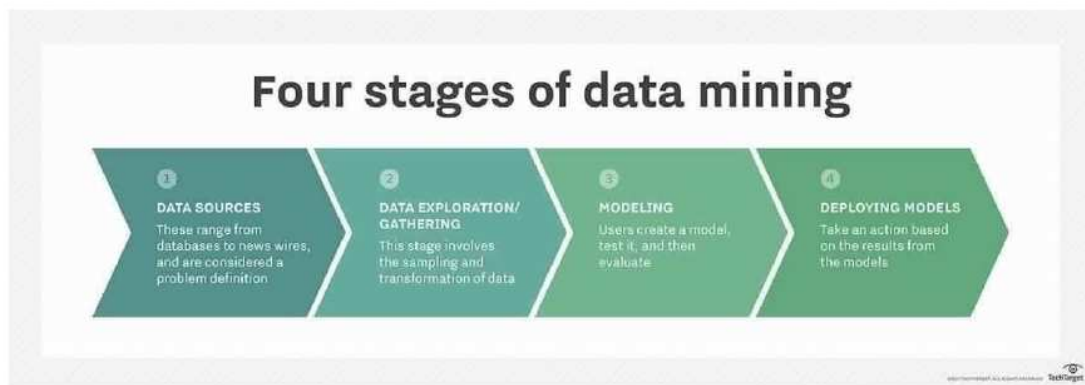 Four stages of data mining
1
DATA SOURCES
These range from
databases to news wires,
and are considered a
problem definition
2
DATA EXPLORATION/
GATHERING
This stage involves
the sampling and
transformation of data
3
MODELING
Users create a model,
test it, and then
evaluate
4
DEPLOYING MODELS
Take an action based
on the results from
the models
TechTarget